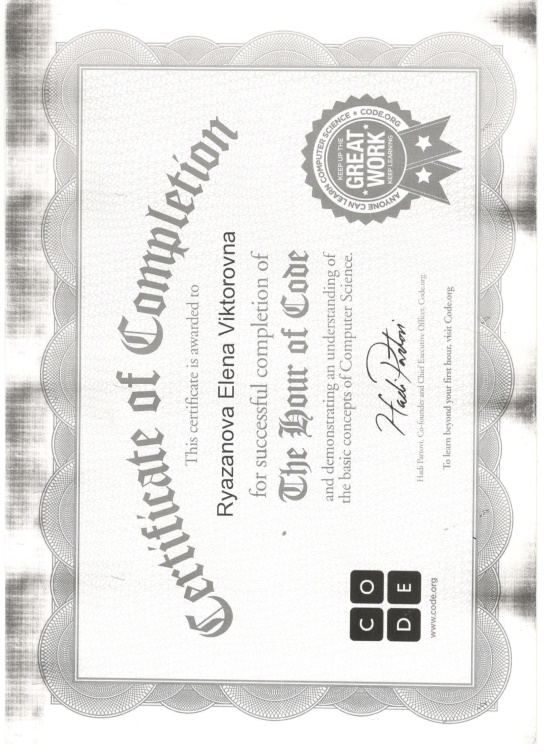 Certificate of Completion
This certificate is awarded to
Ryazanova Elena Viktorovna
for successful completion of
The Hour of Code
and demonstrating an understanding of
the basic concepts of Computer Science.
Hadi Partovi
Hadi Partovi, Co-founder and Chief Executive Officer, Code.org
To learn beyond your first hour, visit Code.org
C O
D E
www.code.org
ANYONE CAN LEARN COMPUTER SCIENCE • CODE.ORG
KEEP UP THE
GREAT
WORK
KEEP LEARNING